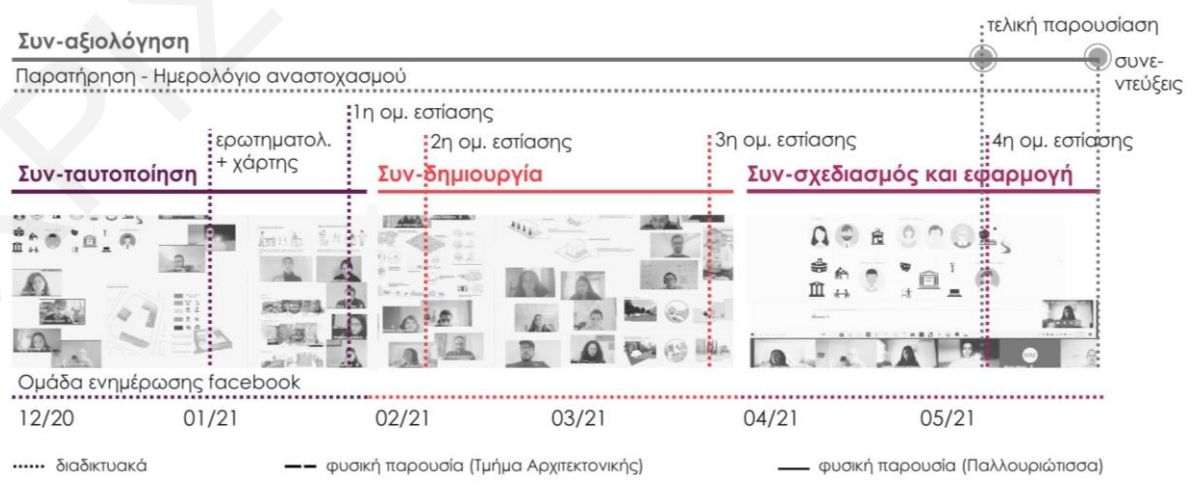 τελική παρουσίαση
Συν-αξιολόγηση
συνε-
ντεύξεις
Παρατήρηση - Ημερολόγιο αναστοχασμού
1η ομ. εστίασης
ερωτηματολ.
+ χάρτης
2η ομ. εστίασης
3η ομ. εστίασης
4η ομ. εστίασης
Συν-ταυτοποίηση
Συν-δημιουργία
Συν-σχεδιασμός και εφαρμογή
MM
Ομάδα ενημέρωσης facebook
12/20 01/21 02/21 03/21 04/21 05/21
διαδικτυακά
φυσική παρουσία (Τμήμα Αρχιτεκτονικής)
φυσική παρουσία (Παλλουριώτισσα)